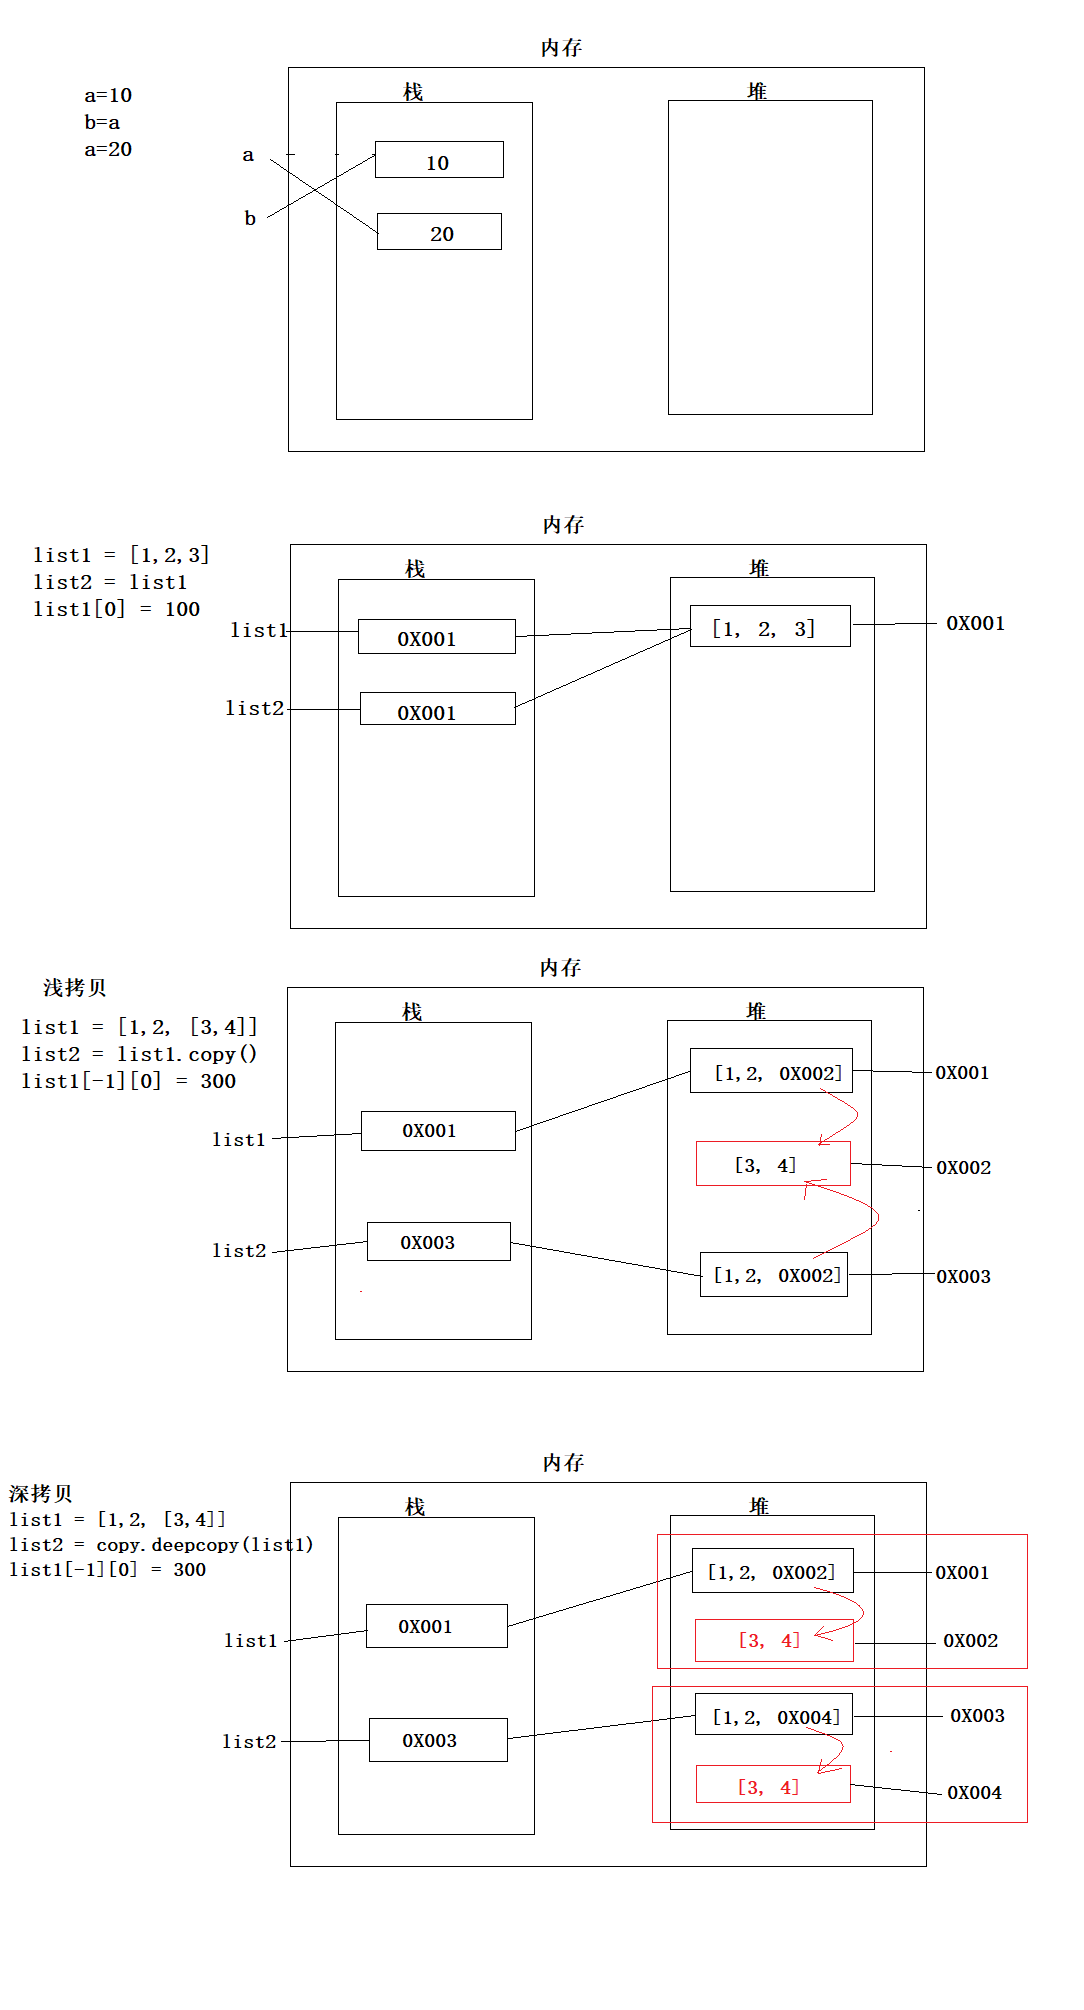 内存
栈
堆
a=10
b=a
a=20
a
10
b
20
内存
栈
堆
list1 = [1,2,3]
list2 = list1
list1[0] = 100
list1
0X001
[1, 2, 3]
0X001
list2
0X001
内存
浅拷贝
栈
堆
list1 = [1,2, [3,4]]
list2 = list1.copy()
list1[-1][0] = 300
[1,2, 0X002]
0X001
list1
0X001
[3, 4]
0X002
list2
0X003
[1,2, 0X002]
0X003
内存
深拷贝
栈
堆
list1 = [1,2, [3,4]]
list2 = copy.deepcopy(list1)
list1[-1][0] = 300
[1,2, 0X002]
0X001
list1
0X001
[3, 4]
0X002
list2
0X003
[1,2, 0X004]
0X003
[3, 4]
0X004